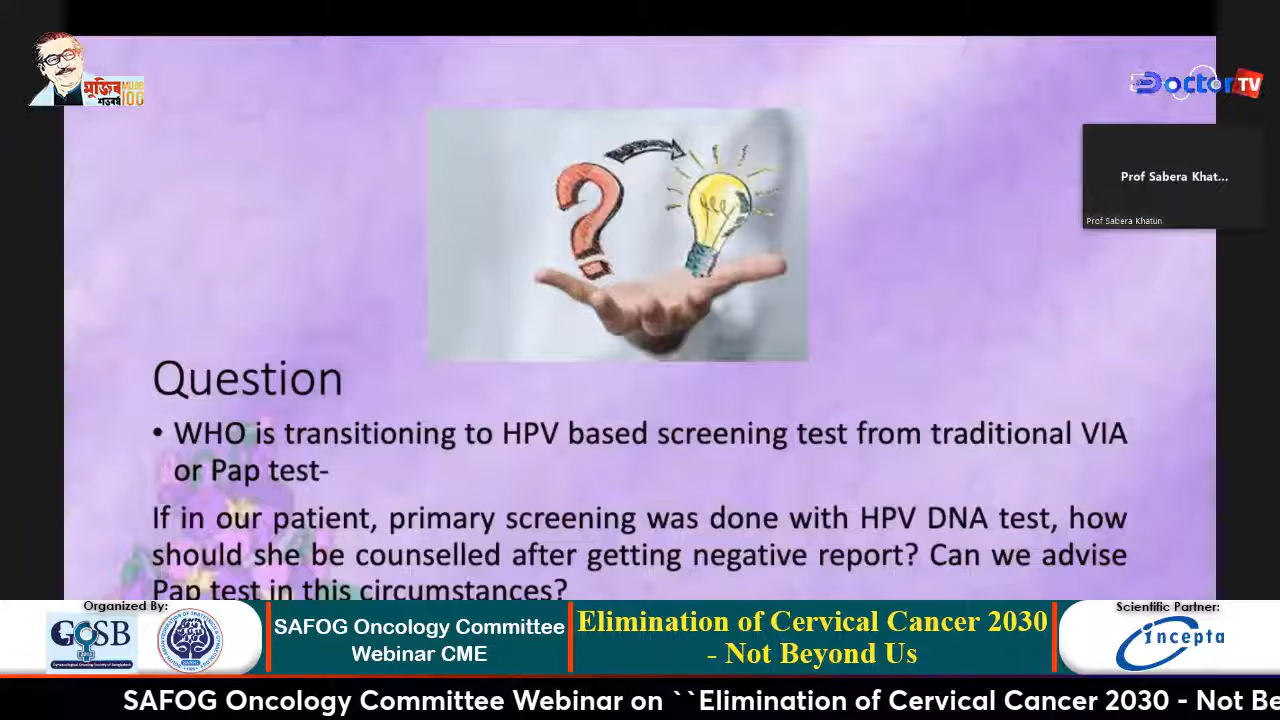 মুজিব
শতবর্ষ
MUJIB
100
Doctor TV
Prof Sabera Khat...
Prof Sabera Khatun
Question
• WHO is transitioning to HPV based screening test from traditional VIA
or Pap test-
If in our patient, primary screening was done with HPV DNA test, how
should she be counselled after getting negative report? Can we advise
Pap test in this circumstances?
Organized By:
GOSB
SAFOG Oncology Committee
Webinar CME
Elimination of Cervical Cancer 2030
- Not Beyond Us
Scientific Partner:
incepta
SAFOG Oncology Committee Webinar on ``Elimination of Cervical Cancer 2030 - Not Be